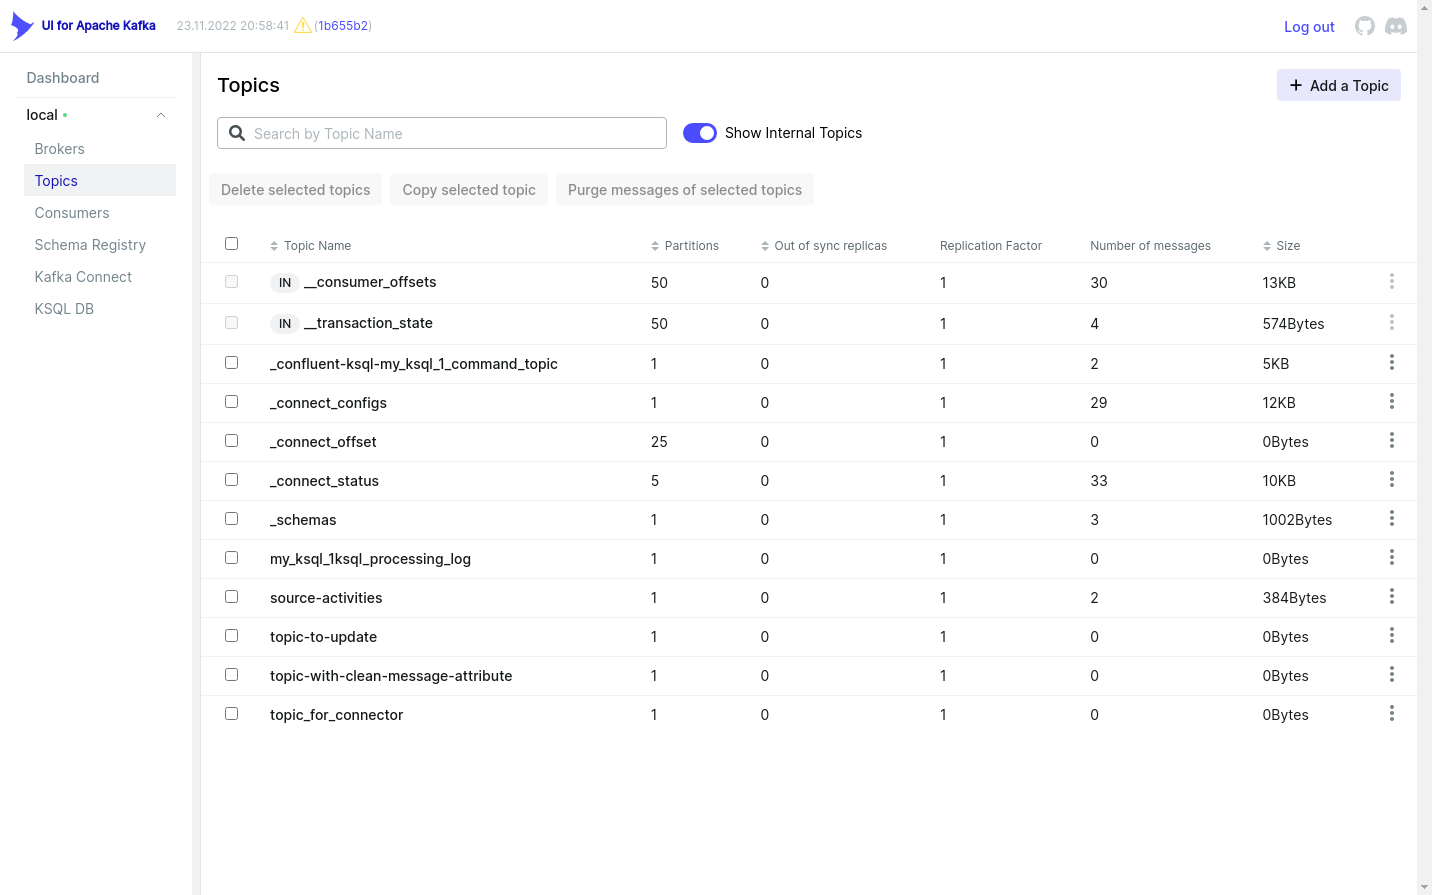 UI for Apache Kafka 23.11.2022 20:58:41 (1b655b2) Log out
Dashboard
local
Brokers
Topics
Consumers
Schema Registry
Kafka Connect
KSQL DB
Topics
Add a Topic
Search by Topic Name
Show Internal Topics
Delete selected topics Copy selected topic Purge messages of selected topics
Topic Name Partitions Out of sync replicas Replication Factor Number of messages Size
IN __consumer_offsets 50 0 1 30 13KB
IN __transaction_state 50 0 1 4 574Bytes
_confluent-ksql-my_ksql_1_command_topic 1 0 1 2 5KB
_connect_configs 1 0 1 29 12KB
_connect_offset 25 0 1 0 0Bytes
_connect_status 5 0 1 33 10KB
_schemas 1 0 1 3 1002Bytes
my_ksql_1ksql_processing_log 1 0 1 0 0Bytes
source-activities 1 0 1 2 384Bytes
topic-to-update 1 0 1 0 0Bytes
topic-with-clean-message-attribute 1 0 1 0 0Bytes
topic_for_connector 1 0 1 0 0Bytes